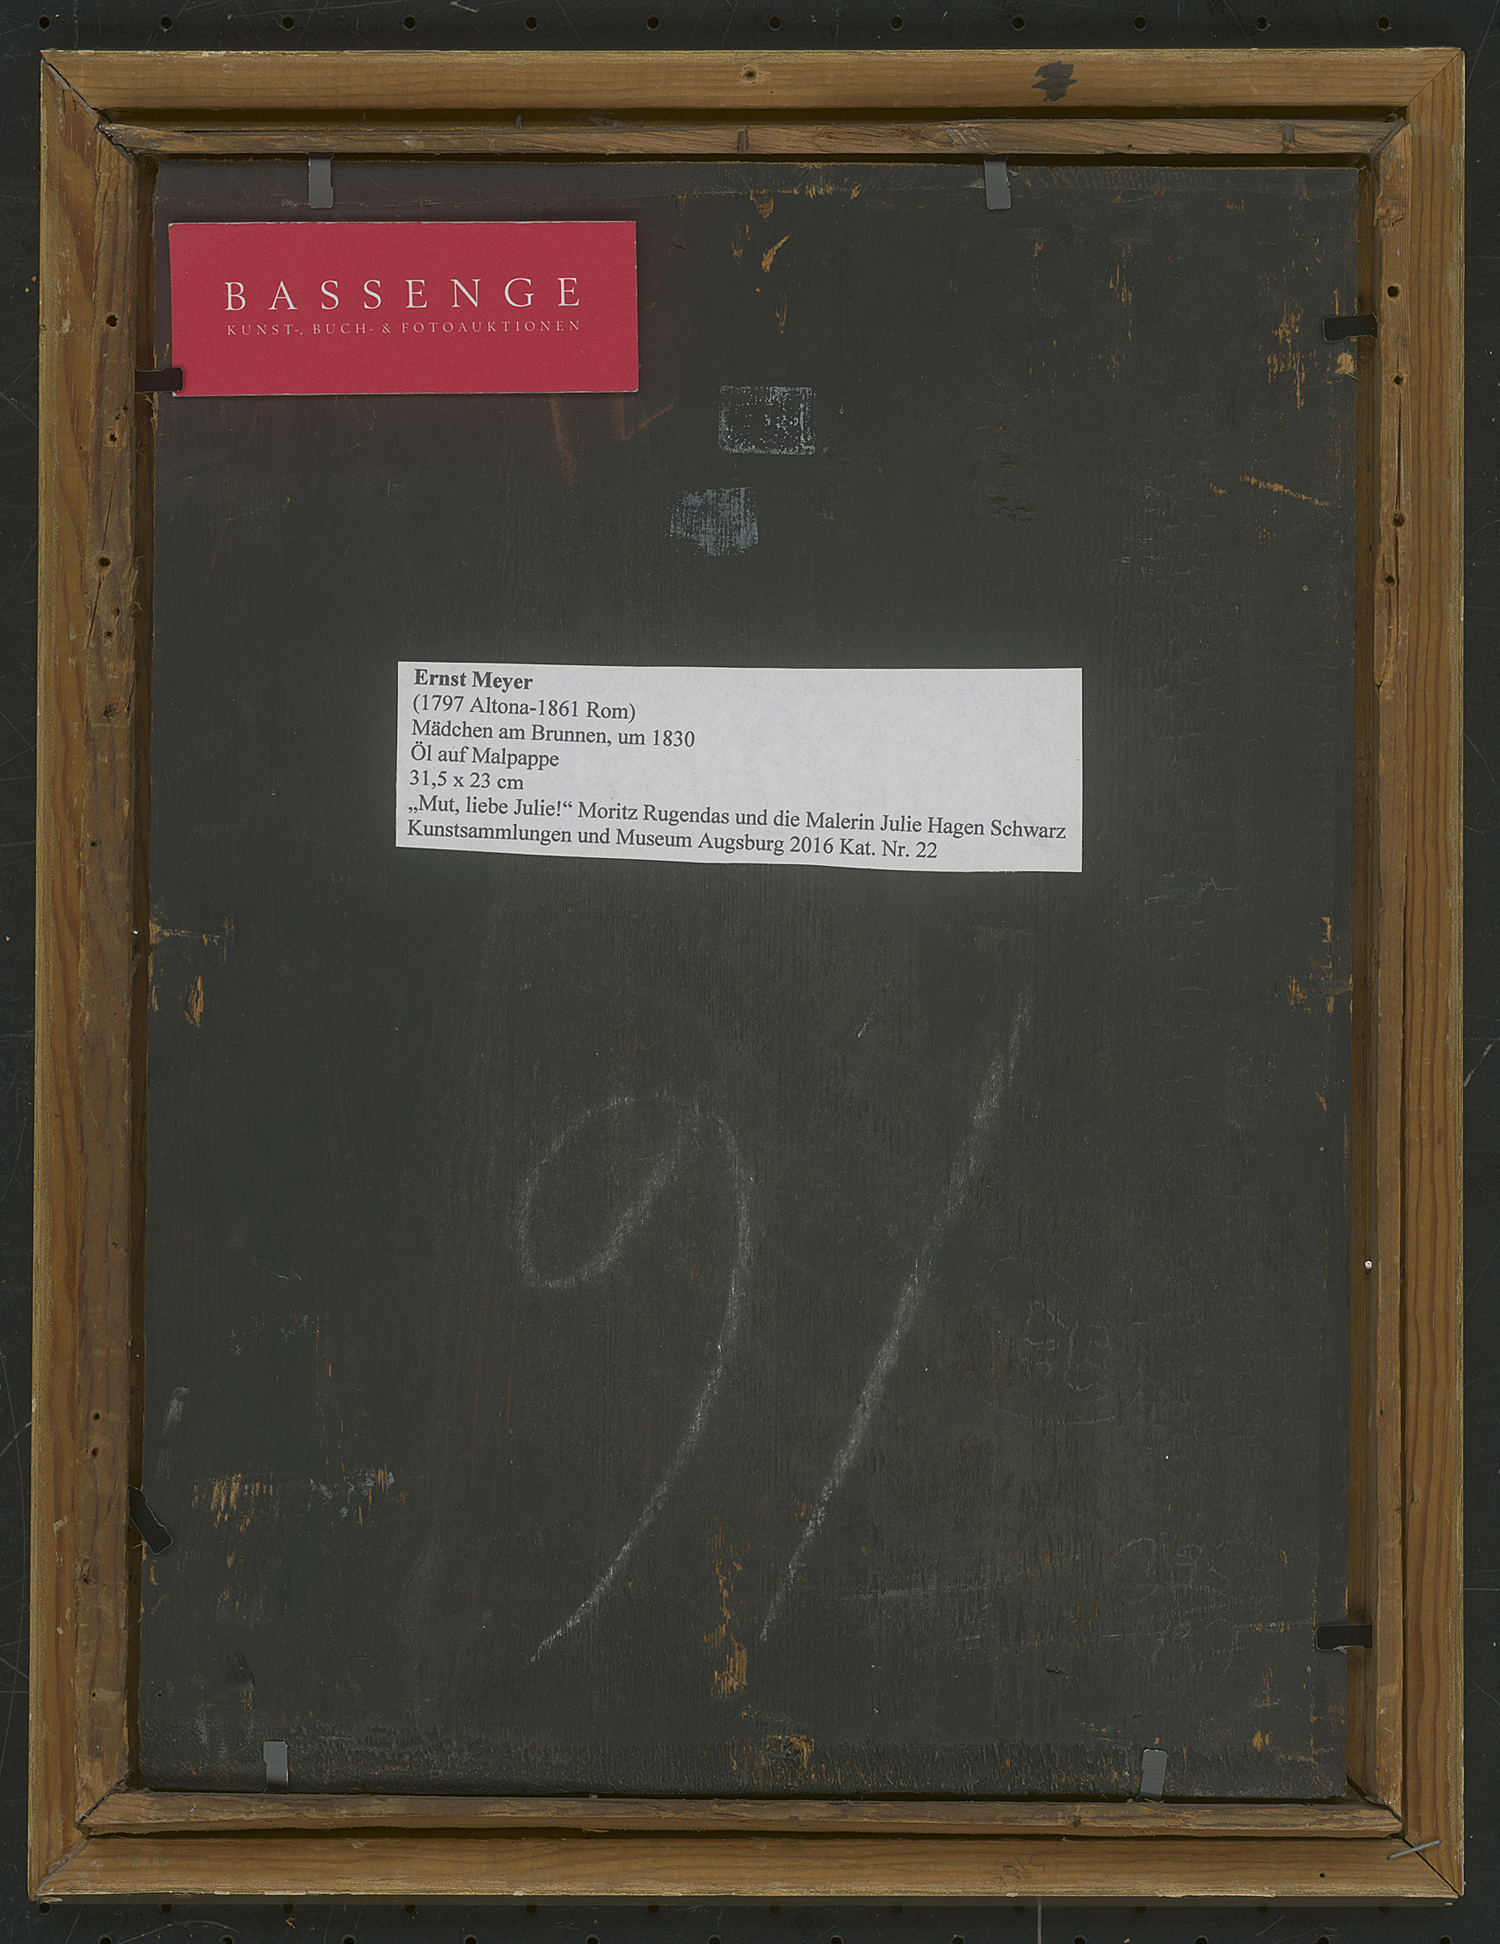 BASSENGE
KUNST-, BUCH- & FOTOAUKTIONEN
Ernst Meyer
(1797 Altona-1861 Rom)
Mädchen am Brunnen, um 1830
Öl auf Malpappe
31,5 x 23 cm
„Mut, liebe Julie!“ Moritz Rugendas und die Malerin Julie Hagen Schwarz
Kunstsammlungen und Museum Augsburg 2016 Kat. Nr. 22
91